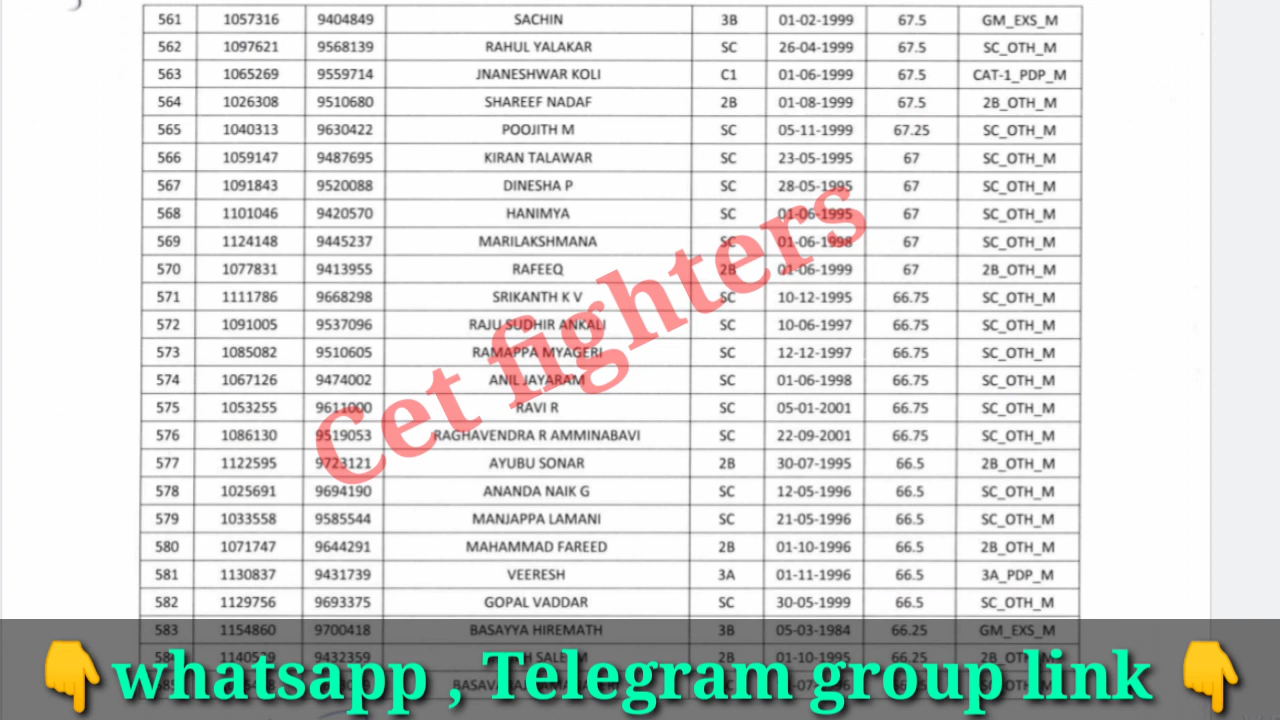 561 1057316 9404849 SACHIN 3B 01-02-1999 67.5 GM_EXS_M
562 1097621 9568139 RAHUL YALAKAR SC 26-04-1999 67.5 SC_OTH_M
563 1065269 9559714 JNANESHWAR KOLI C1 01-06-1999 67.5 CAT-1_PDP_M
564 1026308 9510680 SHAREEF NADAF 2B 01-08-1999 67.5 2B_OTH_M
565 1040313 9630422 POOJITH M SC 05-11-1999 67.25 SC_OTH_M
566 1059147 9487695 KIRAN TALAWAR SC 23-05-1995 67 SC_OTH_M
567 1091843 9520088 DINESHA P SC 28-05-1995 67 SC_OTH_M
568 1101046 9420570 HANIMYA SC 01-06-1995 67 SC_OTH_M
569 1124148 9445237 MARILAKSHMANA SC 01-06-1998 67 SC_OTH_M
570 1077831 9413955 RAFEEQ 2B 01-06-1999 67 2B_OTH_M
571 1111786 9668298 SRIKANTH K V SC 10-12-1995 66.75 SC_OTH_M
572 1091005 9537096 RAJU SUDHIR ANKALI SC 10-06-1997 66.75 SC_OTH_M
573 1085082 9510605 RAMAPPA MYAGERI SC 12-12-1997 66.75 SC_OTH_M
574 1067126 9474002 ANIL JAYARAM SC 01-06-1998 66.75 SC_OTH_M
575 1053255 9611000 RAVI R SC 05-01-2001 66.75 SC_OTH_M
576 1086130 9519053 RAGHAVENDRA R AMMINABAVI SC 22-09-2001 66.75 SC_OTH_M
577 1122595 9723121 AYUBU SONAR 2B 30-07-1995 66.5 2B_OTH_M
578 1025691 9694190 ANANDA NAIK G SC 12-05-1996 66.5 SC_OTH_M
579 1033558 9585544 MANJAPPA LAMANI SC 21-05-1996 66.5 SC_OTH_M
580 1071747 9644291 MAHAMMAD FAREED 2B 01-10-1996 66.5 2B_OTH_M
581 1130837 9431739 VEERESH 3A 01-11-1996 66.5 3A_PDP_M
582 1129756 9693375 GOPAL VADDAR SC 30-05-1999 66.5 SC_OTH_M
583 1154860 9700418 BASAYYA HIREMATH 3B 05-03-1984 66.25 GM_EXS_M
9432359 2B 01-10-1995 66.25
Cet fighters
👇whatsapp , Telegram group link 👇